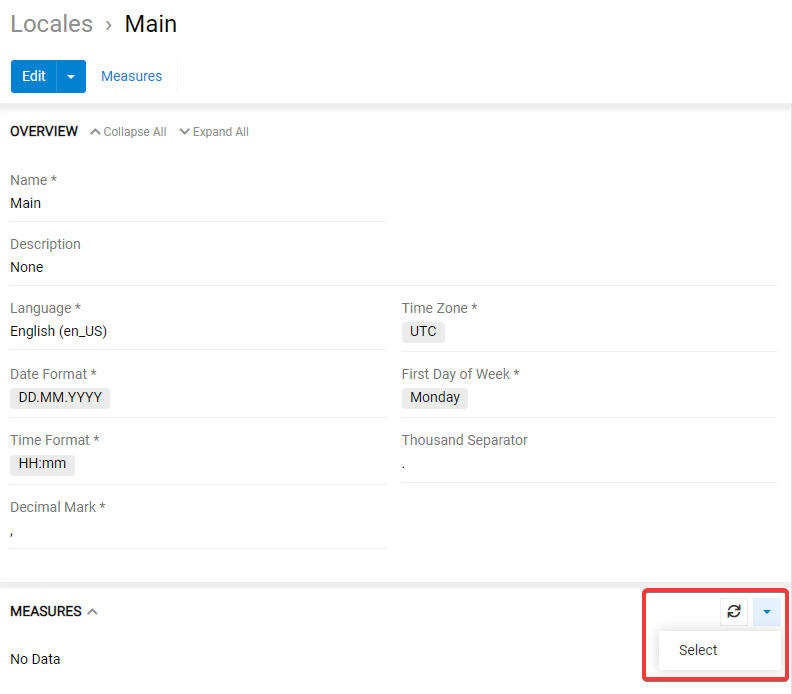 Locales › Main
Edit Measures
OVERVIEW Collapse All Expand All
Name *
Main
Description
None
Language * Time Zone *
English (en_US) UTC
Date Format * First Day of Week *
DD.MM.YYYY Monday
Time Format * Thousand Separator
HH:mm .
Decimal Mark *
,
MEASURES
Select
No Data